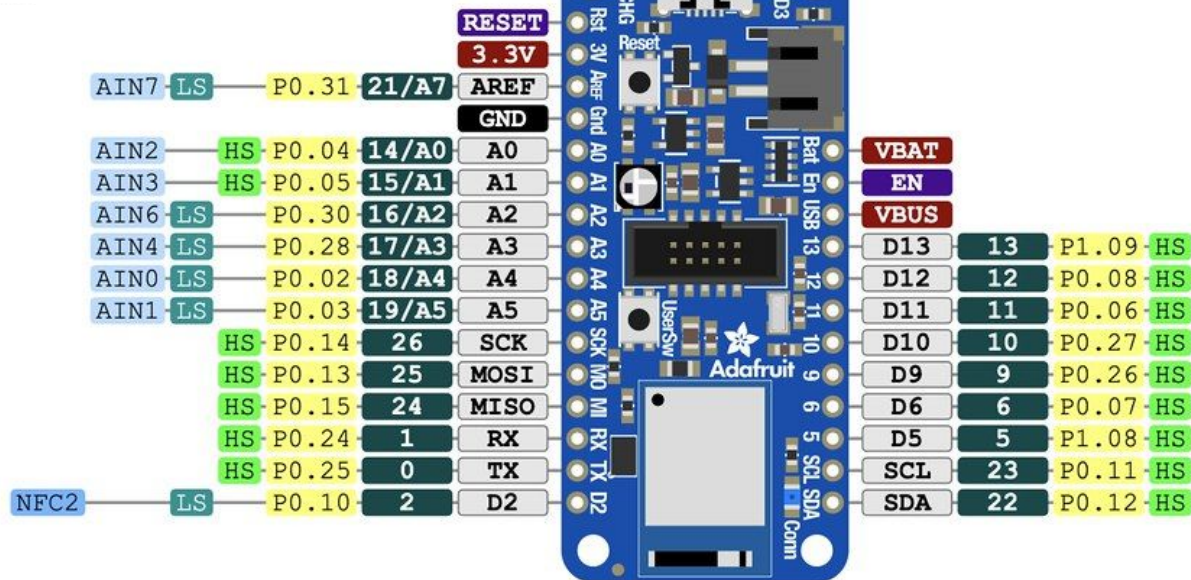 RESET Rst CHG D3
3.3V 3V Reset
AIN7 LS P0.31 21/A7 AREF AREF
GND Gnd
AIN2 HS P0.04 14/A0 A0 A0 Bat VBAT
AIN3 HS P0.05 15/A1 A1 A1 En EN
AIN6 LS P0.30 16/A2 A2 A2 USB VBUS
AIN4 LS P0.28 17/A3 A3 A3 13 D13 13 P1.09 HS
AIN0 LS P0.02 18/A4 A4 A4 12 D12 12 P0.08 HS
AIN1 LS P0.03 19/A5 A5 A5 UserSw 11 D11 11 P0.06 HS
HS P0.14 26 SCK SCK 10 D10 10 P0.27 HS
HS P0.13 25 MOSI MO Adafruit 9 D9 9 P0.26 HS
HS P0.15 24 MISO MI 6 D6 6 P0.07 HS
HS P0.24 1 RX RX 5 D5 5 P1.08 HS
HS P0.25 0 TX TX SCL SCL 23 P0.11 HS
NFC2 LS P0.10 2 D2 D2 SDA SDA 22 P0.12 HS
Conn